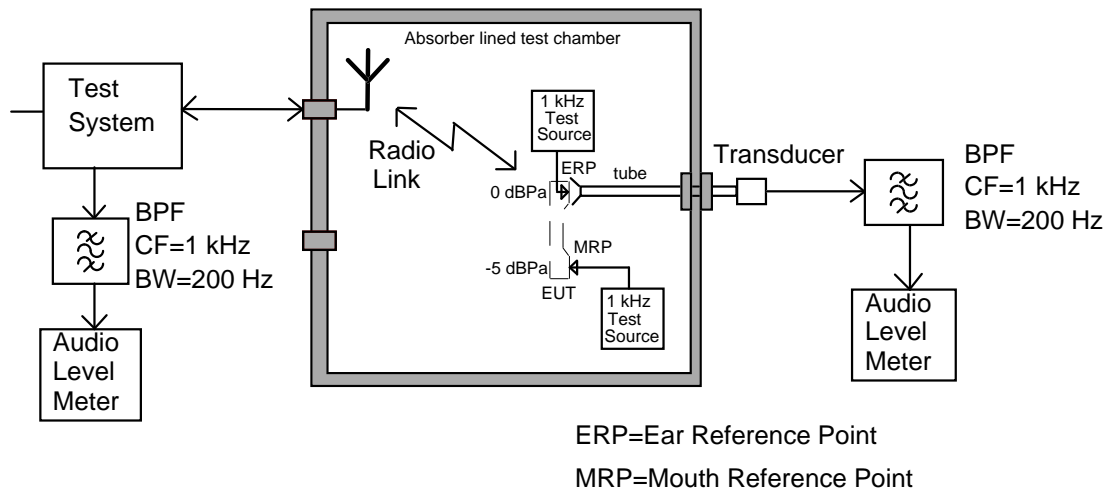 Absorber lined test chamber
Test
System
Radio
Link
1 kHz
Test
Source
ERP
0 dBPa
tube
Transducer
BPF
CF=1 kHz
BW=200 Hz
BPF
CF=1 kHz
BW=200 Hz
MRP
-5 dBPa
EUT
1 kHz
Test
Source
Audio
Level
Meter
Audio
Level
Meter
ERP=Ear Reference Point
MRP=Mouth Reference Point